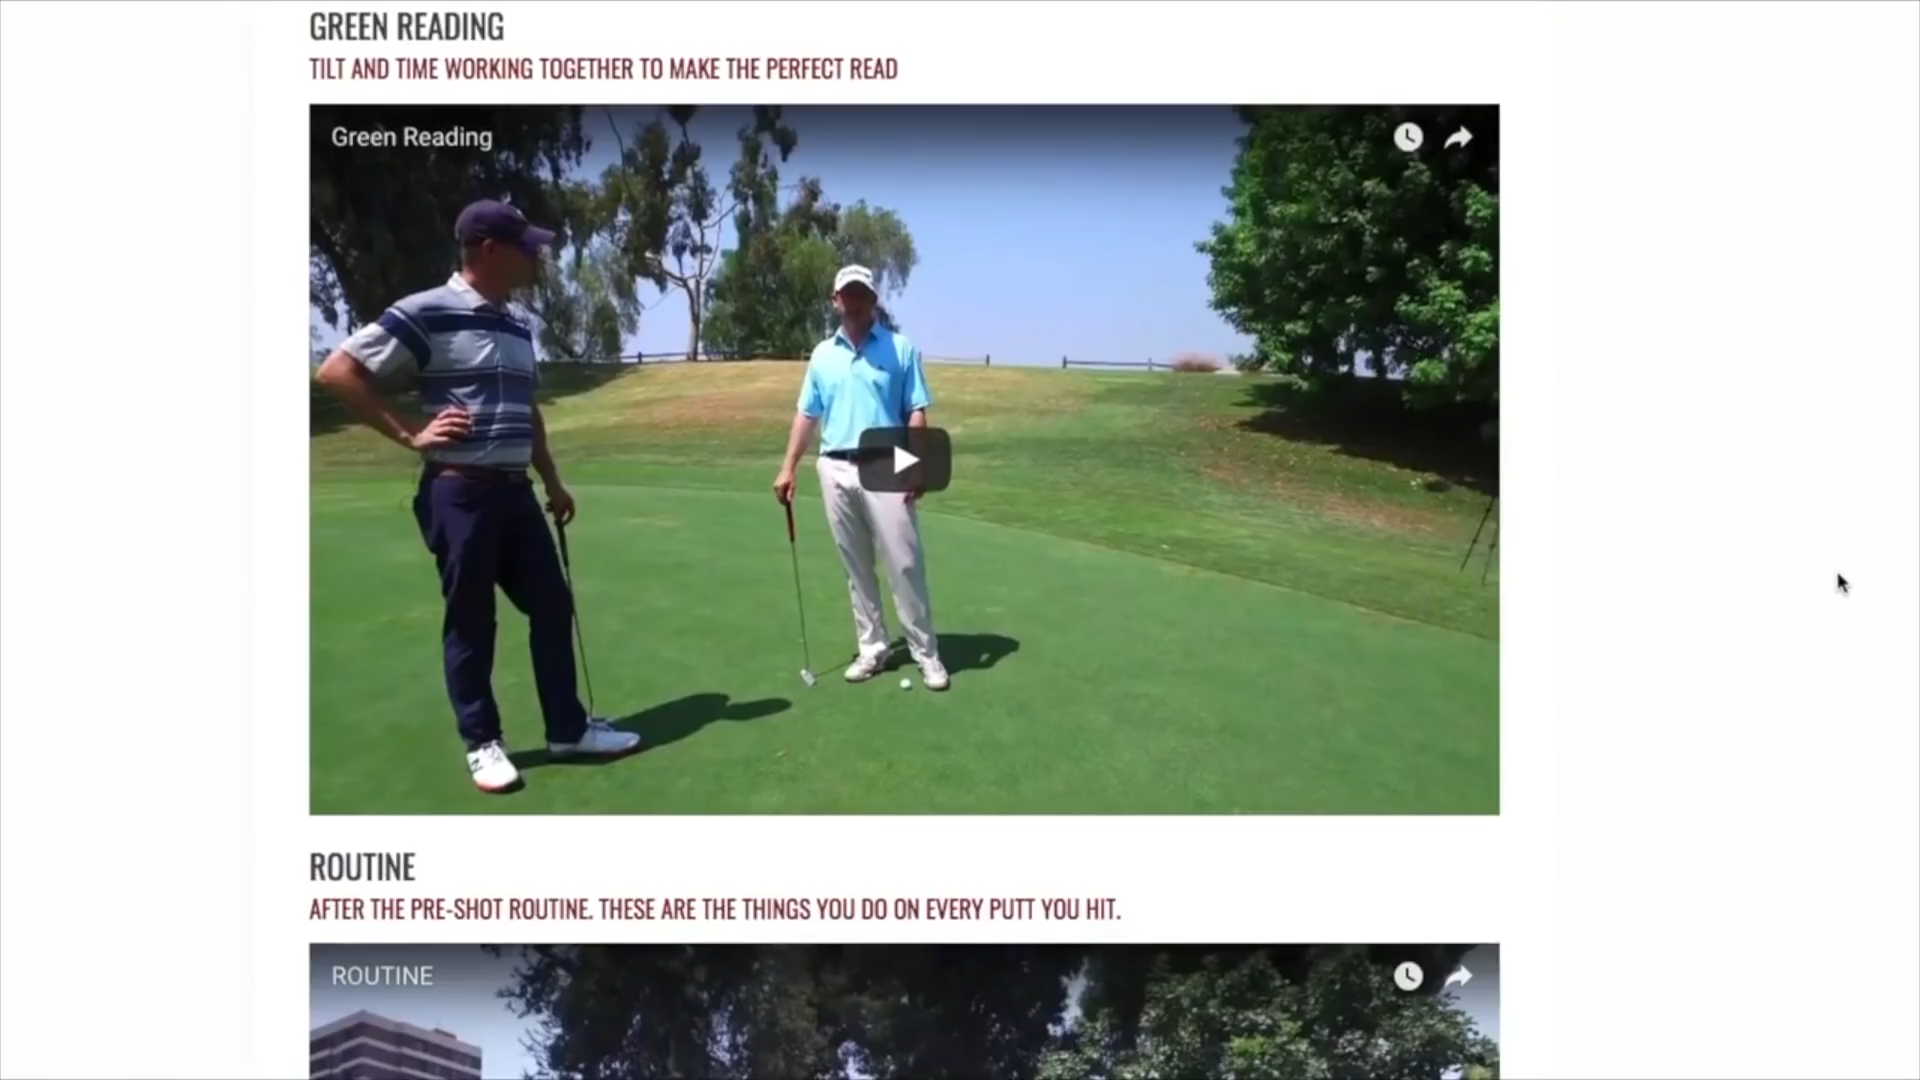 GREEN READING
TILT AND TIME WORKING TOGETHER TO MAKE THE PERFECT READ
Green Reading
ROUTINE
AFTER THE PRE-SHOT ROUTINE. THESE ARE THE THINGS YOU DO ON EVERY PUTT YOU HIT.
ROUTINE